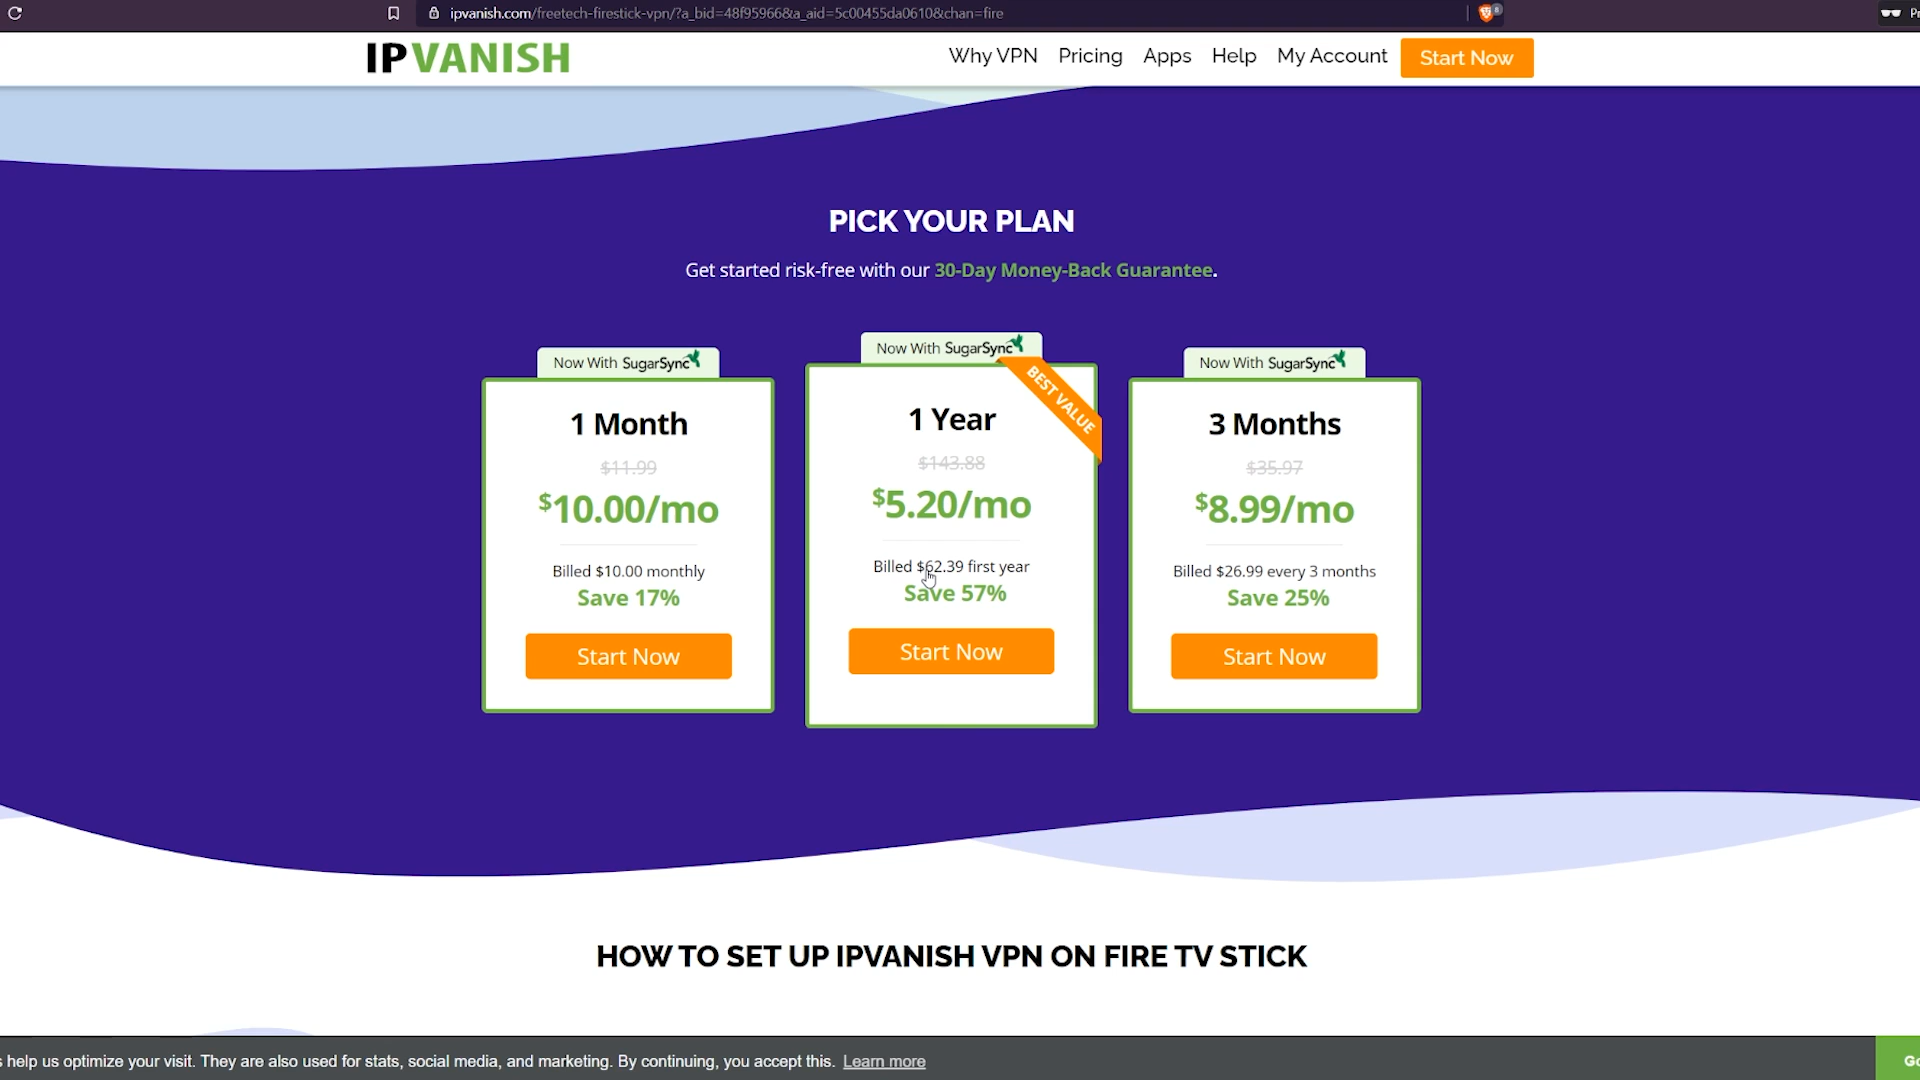 ipvanish.com/freetech-firestick-vpn/?a_bid=48f95966&a_aid=5c00455da0610&chan=fire
8
IPVANISH
Why VPN Pricing Apps Help My Account Start Now
PICK YOUR PLAN
Get started risk-free with our 30-Day Money-Back Guarantee.
Now With SugarSync
1 Month
$11.99
$10.00/mo
Billed $10.00 monthly
Save 17%
Start Now
Now With SugarSync
BEST VALUE
1 Year
$143.88
$5.20/mo
Billed $62.39 first year
Save 57%
Start Now
Now With SugarSync
3 Months
$35.97
$8.99/mo
Billed $26.99 every 3 months
Save 25%
Start Now
HOW TO SET UP IPVANISH VPN ON FIRE TV STICK
help us optimize your visit. They are also used for stats, social media, and marketing. By continuing, you accept this. Learn more